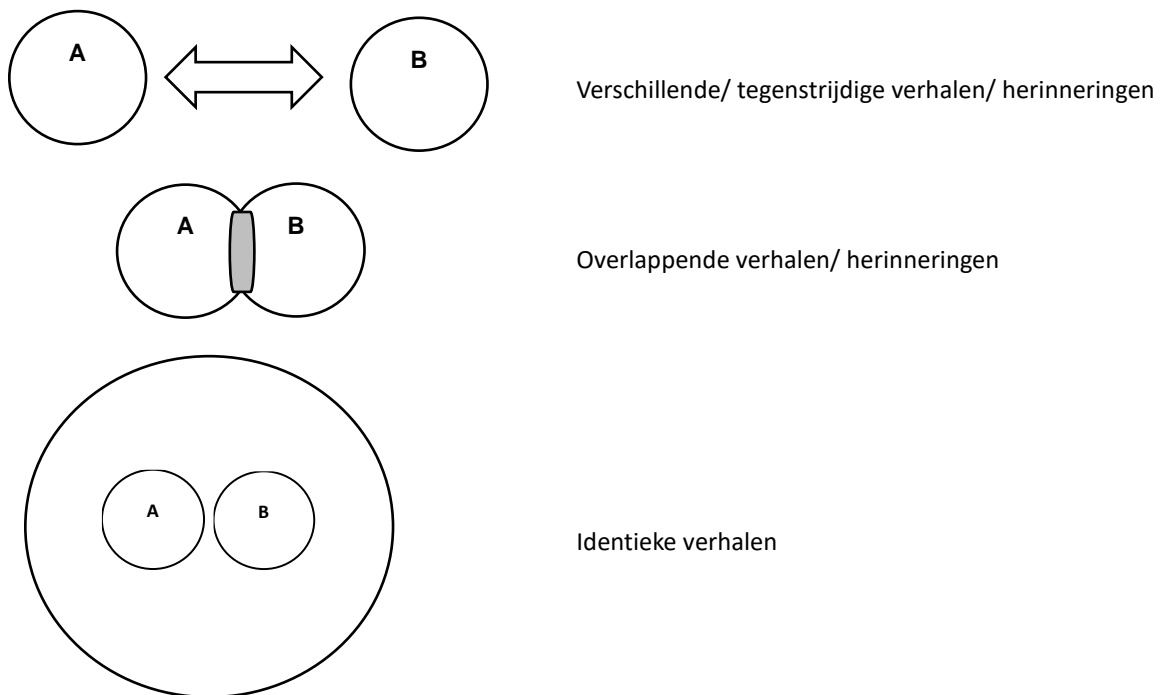 A
B
Verschillende/ tegenstrijdige verhalen/ herinneringen
A
B
Overlappende verhalen/ herinneringen
A
B
Identieke verhalen